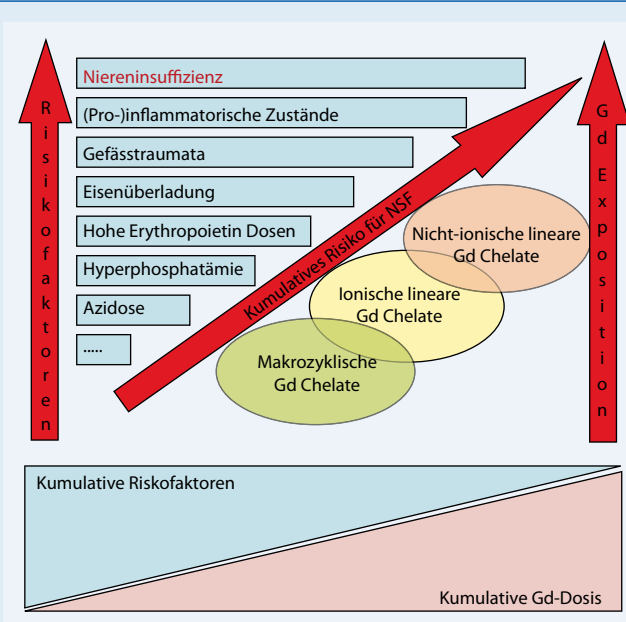 Risikofaktoren
Niereninsuffizienz
(Pro-)inflammatorische Zustände
Gefässtraumata
Eisenüberladung
Hohe Erythropoietin Dosen
Hyperphosphatämie
Azidose
.....
Kumulatives Risiko für NSF
Nicht-ionische lineare
Gd Chelate
Ionische lineare
Gd Chelate
Makrozyklische
Gd Chelate
Gd Exposition
Kumulative Riskofaktoren
Kumulative Gd-Dosis